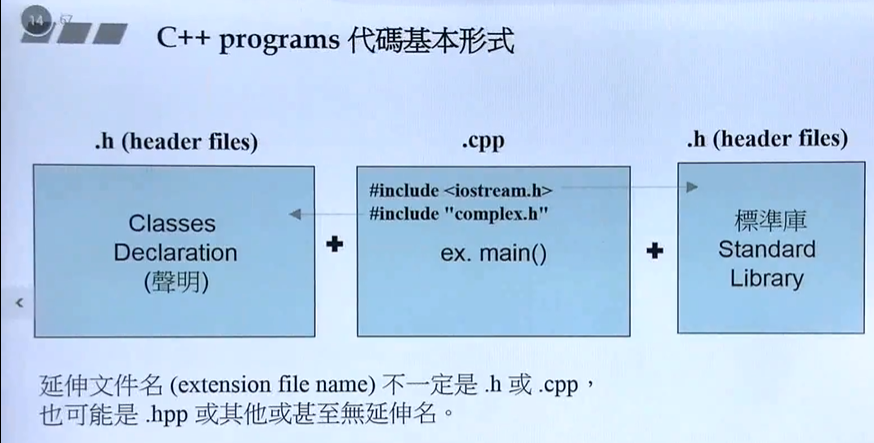 14
C++ programs 代碼基本形式
.h (header files)
.cpp
.h (header files)
Classes
Declaration
(聲明)
+
#include <iostream.h>
#include "complex.h"
ex. main()
+
標準庫
Standard
Library
<
延伸文件名 (extension file name) 不一定是 .h 或 .cpp，
也可能是 .hpp 或其他或甚至無延伸名。